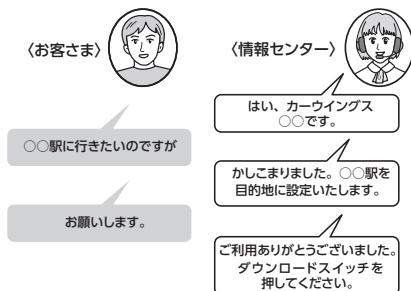 〈お客さま〉
〈情報センター〉
はい、カーウイングス
○○です。
○○駅に行きたいのですが
かしこまりました。○○駅を
目的地に設定いたします。
お願いします。
ご利用ありがとうございました。
ダウンロードスイッチを
押してください。